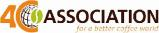 4C ASSOCIATION
for a better coffee world